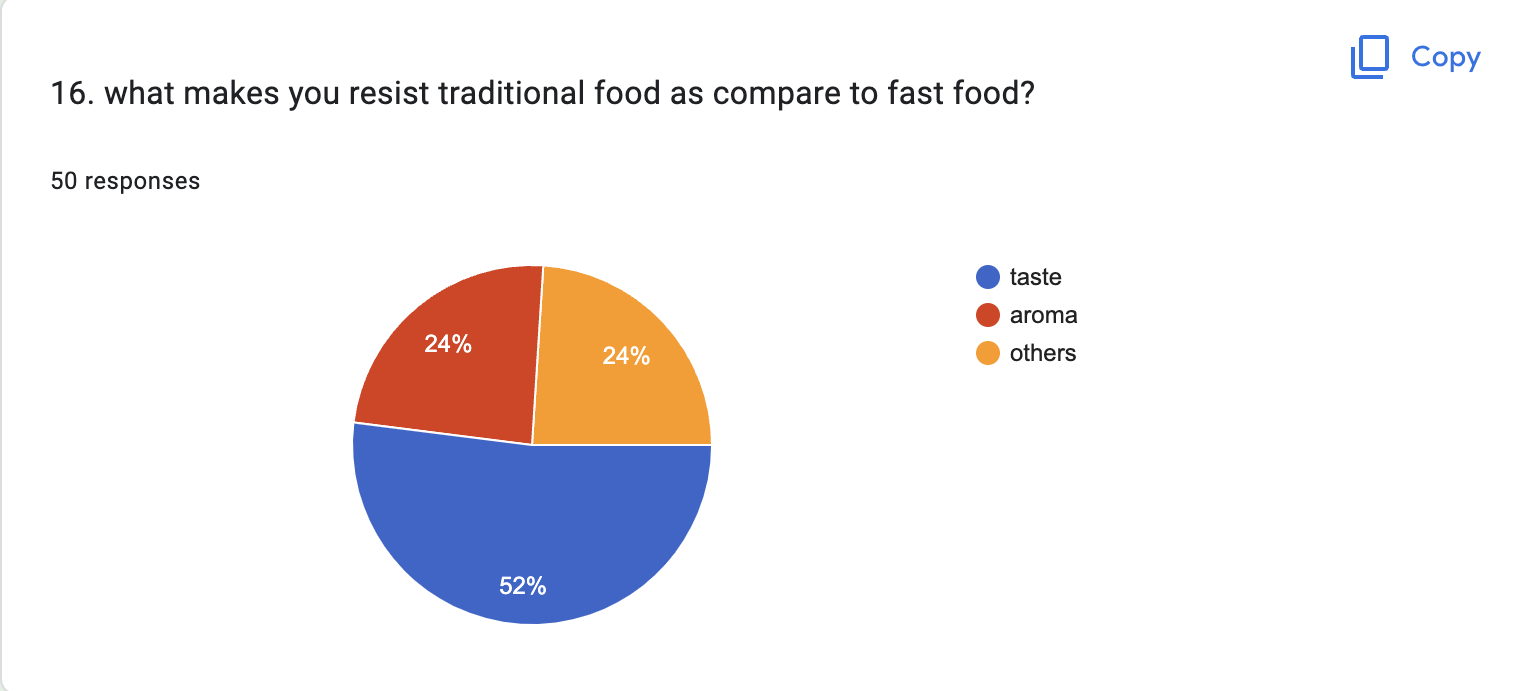 Copy
16. what makes you resist traditional food as compare to fast food?
50 responses
24%
24%
52%
taste
aroma
others